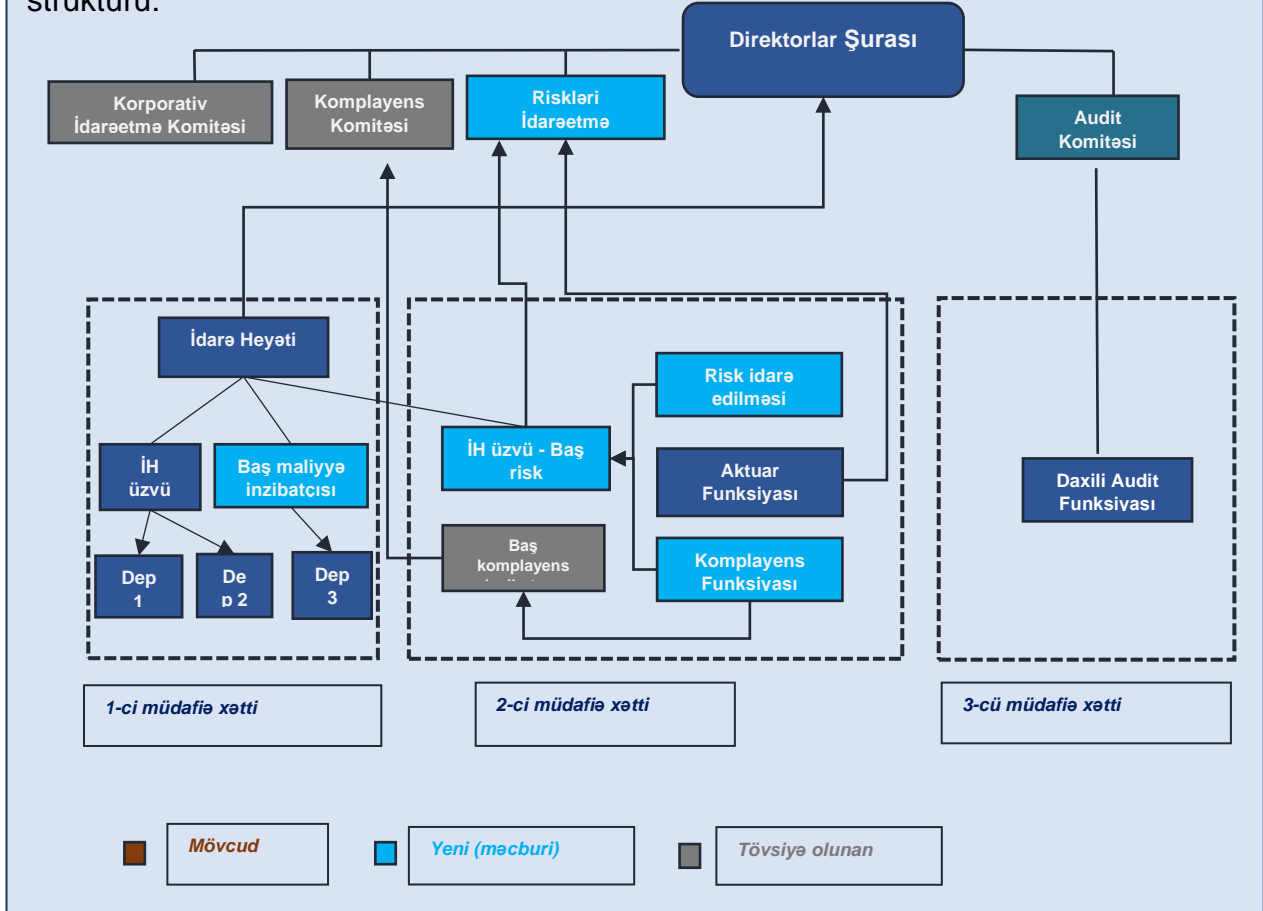 strukturu.
Direktorlar Şurası
Korporativ
İdarəetmə Komitəsi
Komplayens
Komitəsi
Riskləri
İdarəetmə
Audit
Komitəsi
İdarə Heyəti
İH
üzvü
Baş maliyyə
inzibatçısı
Dep
1
De
p 2
Dep
3
İH üzvü - Baş
risk
Baş
komplayens
Risk idarə
edilməsi
Aktuar
Funksiyası
Komplayens
Funksiyası
Daxili Audit
Funksiyası
1-ci müdafiə xətti
2-ci müdafiə xətti
3-cü müdafiə xətti
Mövcud
Yeni (məcburi)
Tövsiyə olunan